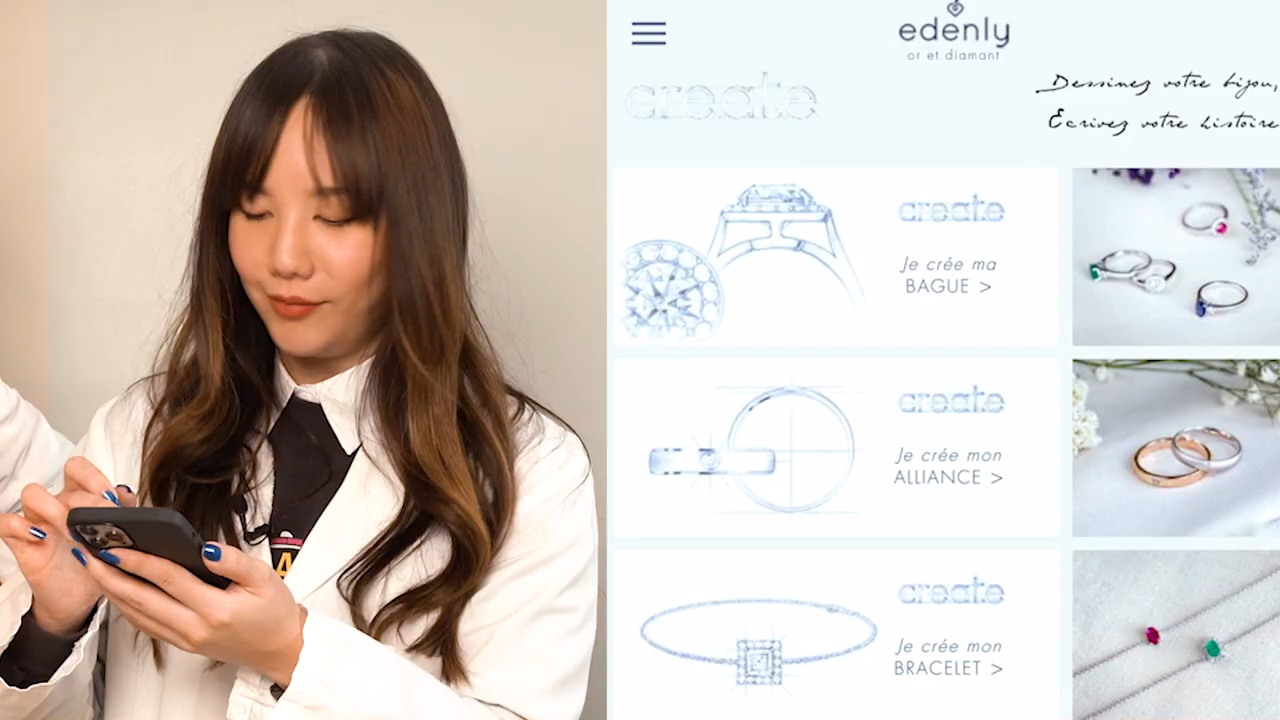 edenly
or et diamant
create
Dessinez votre bijou,
Écrivez votre histoire
create
Je crée ma
BAGUE >
create
Je crée mon
ALLIANCE >
create
Je crée mon
BRACELET >